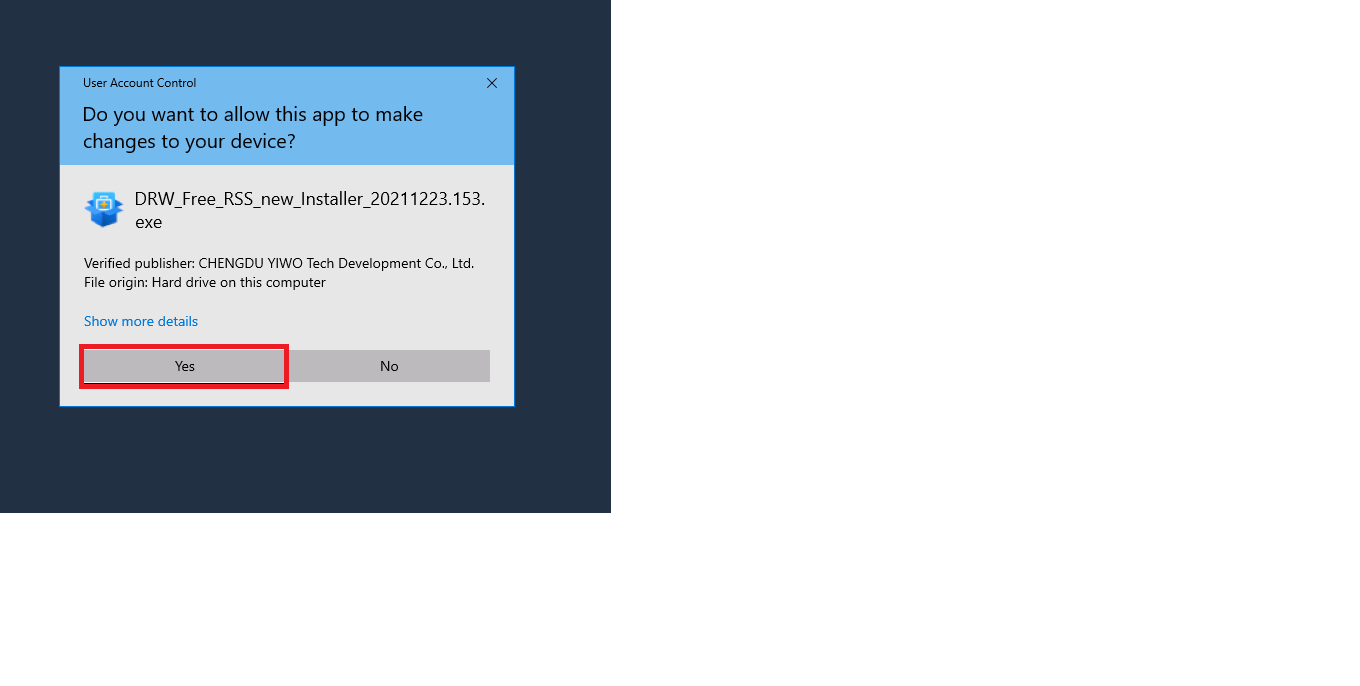 User Account Control
Do you want to allow this app to make
changes to your device?
DRW_Free_RSS_new_Installer_20211223.153.
exe
Verified publisher: CHENGDU YIWO Tech Development Co., Ltd.
File origin: Hard drive on this computer
Show more details
Yes
No